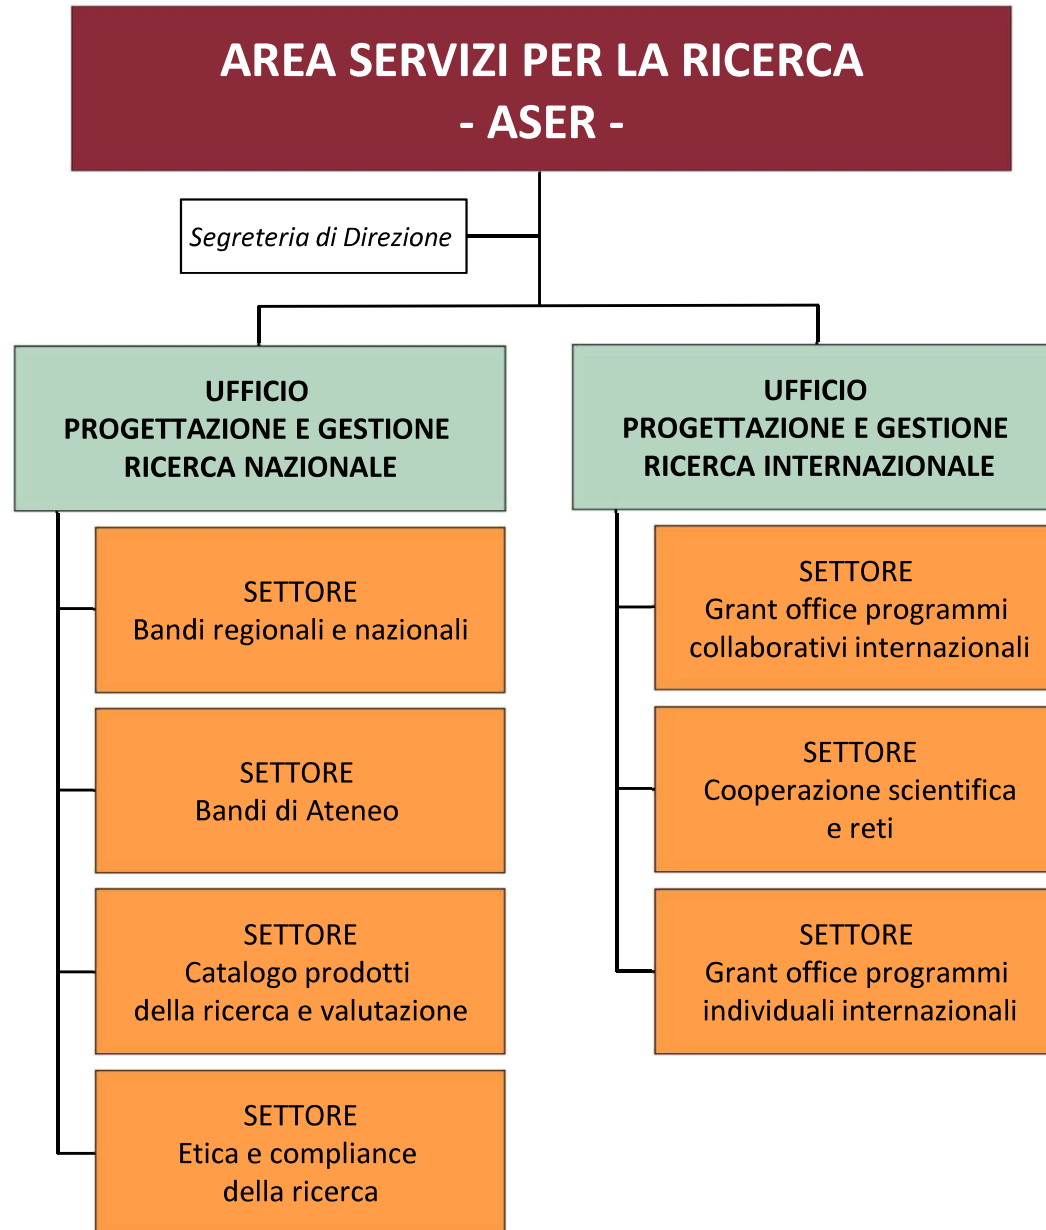 AREA SERVIZI PER LA RICERCA
- ASER -
Segreteria di Direzione
UFFICIO
PROGETTAZIONE E GESTIONE
RICERCA NAZIONALE
SETTORE
Bandi regionali e nazionali
SETTORE
Bandi di Ateneo
SETTORE
Catalogo prodotti
della ricerca e valutazione
SETTORE
Etica e compliance
della ricerca
UFFICIO
PROGETTAZIONE E GESTIONE
RICERCA INTERNAZIONALE
SETTORE
Grant office programmi
collaborativi internazionali
SETTORE
Cooperazione scientifica
e reti
SETTORE
Grant office programmi
individuali internazionali